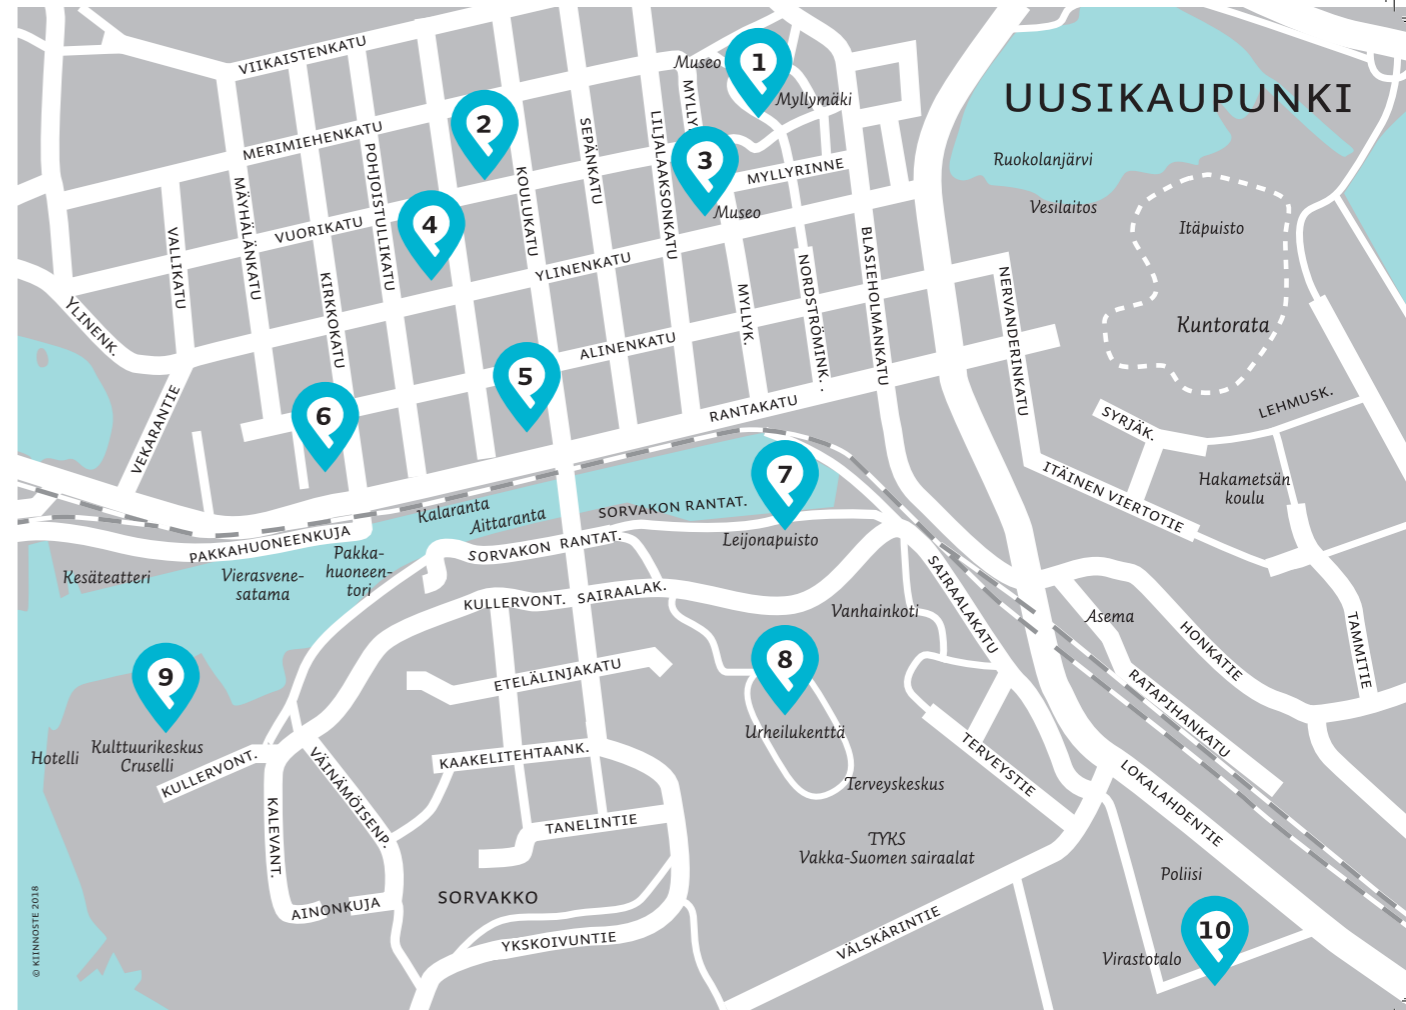 UUSIKAUPUNKI
VIIKAISTENKATU
Museo
1
Myllymäki
MYLLY
2
MERIMIEHENKATU
POHJOISTULLIKATU
SEPÄNKATU
LILJALAAKSONKATU
3
MYLLYRINNE
Museo
Ruokolanjärvi
Vesilaitos
Itäpuisto
Kuntorata
MÄYHÄLÄNKATU
VALLIKATU
VUORIKATU
4
KOULUKATU
YLINENKATU
BLASIEHOLMANKATU
NORDSTRÖMINK.
MYLLYK.
NERVANDERINKATU
YLINENK.
KIRKKOKATU
ALINENKATU
5
6
VEKARANTIE
RANTAKATU
SYRJÄK.
LEHMUSK.
ITÄINEN VIERTOTIE
Hakametsän
koulu
7
Kalaranta
Aittaranta
SORVAKON RANTAT.
Leijonapuisto
PAKKAHUONEENKUJA
Pakka-
huoneen-
tori
SORVAKON RANTAT.
Kesäteatteri
Vierasvene-
satama
KULLERVONT.
SAIRAALAK.
Vanhainkoti
SAIRAALAKATU
Asema
HONKATIE
TAMMITIE
RATAPIHANKATU
8
Urheilukenttä
9
Kulttuurikeskus
Cruselli
Hotelli
ETELÄLINJAKATU
KULLERVONT.
VÄINÄMÖISENP.
KAAKELITEHTAANK.
KALEVANT.
TANELINTIE
Terveyskeskus
TERVEYSTIE
LOKALAHDENTIE
TYKS
Vakka-Suomen sairaalat
Poliisi
AINONKUJA
SORVAKKO
YKSKOIVUNTIE
VÄLSKÄRINTIE
10
Virastotalo
© KIINNOSTE 2018